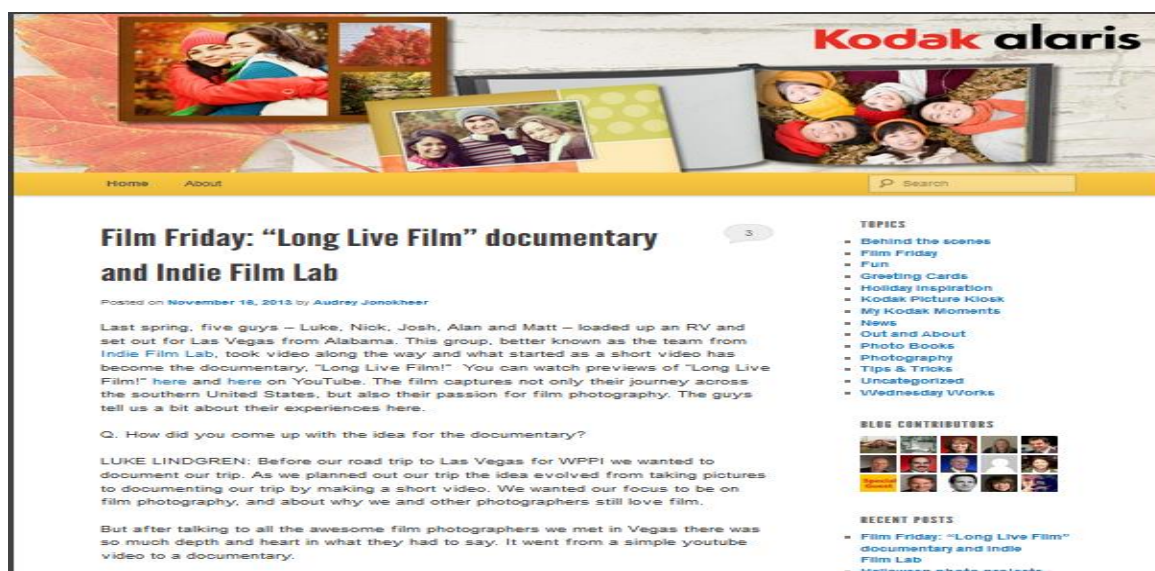 Kodak alaris
Home About
Search
Film Friday: “Long Live Film” documentary
and Indie Film Lab
3
Posted on November 16, 2013 by Audrey Jonckheer
Last spring, five guys – Luke, Nick, Josh, Alan and Matt – loaded up an RV and
set out for Las Vegas from Alabama. This group, better known as the team from
Indie Film Lab, took video along the way and what started as a short video has
become the documentary, "Long Live Film!" You can watch previews of "Long Live
Film!" here and here on YouTube. The film captures not only their journey across
the southern United States, but also their passion for film photography. The guys
tell us a bit about their experiences here.
Q. How did you come up with the idea for the documentary?
LUKE LINDGREN: Before our road trip to Las Vegas for WPPI we wanted to
document our trip. As we planned out our trip the idea evolved from taking pictures
to documenting our trip by making a short video. We wanted our focus to be on
film photography, and about why we and other photographers still love film.
But after talking to all the awesome film photographers we met in Vegas there was
so much depth and heart in what they had to say. It went from a simple youtube
video to a documentary.
TOPICS
Behind the scenes
Film Friday
Fun
Greeting Cards
Holiday Inspiration
Kodak Picture Kiosk
My Kodak Moments
News
Out and About
Photo Books
Photography
Tips & Tricks
Uncategorized
Wednesday Works
BLOG CONTRIBUTORS
Special
Guest
RECENT POSTS
Film Friday: “Long Live Film”
documentary and Indie
Film Lab